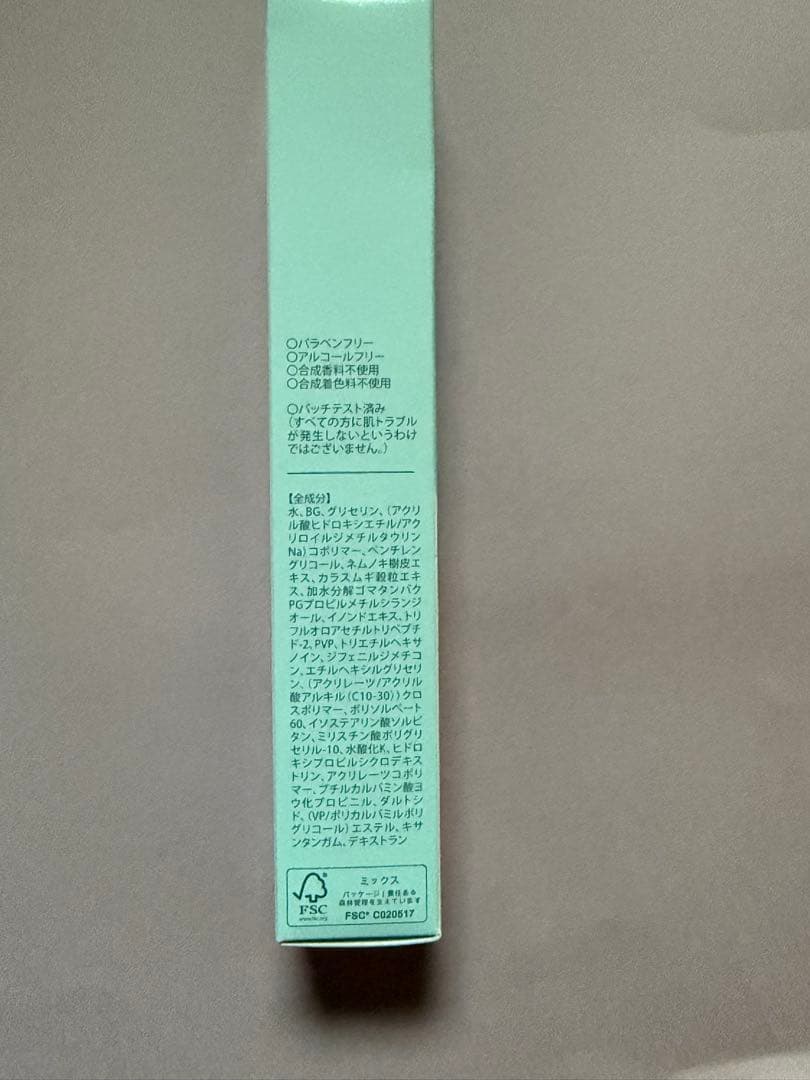 ○パラベンフリー
○アルコールフリー
○合成香料不使用
○合成着色料不使用
○パッチテスト済み
(すべての方に肌トラブル
が発生しないというわけ
ではございません。)
【全成分】
水、BG、グリセリン、(アクリ
ル酸ヒドロキシエチル/アク
リロイルジメチルタウリン
Na)コポリマー、ペンチレン
グリコール、ネムノキ樹皮エ
キス、カラスムギ穀粒エキ
ス、加水分解ゴマタンパク
PGプロピルメチルシランジ
オール、イノンドエキス、トリ
フルオロアセチルトリペプチ
ド-2、PVP、トリエチルヘキサ
ノイン、ジフェニルジメチコ
ン、エチルヘキシルグリセリ
ン、(アクリレーツ/アクリル
酸アルキル(C10-30))クロ
スポリマー、ポリソルベート
60、イソステアリン酸ソルビ
タン、ミリスチン酸ポリグリ
セリル-10、水酸化K、ヒドロ
キシプロピルシクロデキス
トリン、アクリレーツコポリ
マー、ブチルカルバミン酸ヨ
ウ化プロピニル、ダルトシ
ド、(VP/ポリカルバミルポリ
グリコール)エステル、キサ
ンタンガム、デキストラン
FSC
www.fsc.org
ミックス
パッケージ|責任ある
森林管理を支えています
FSC® C020517